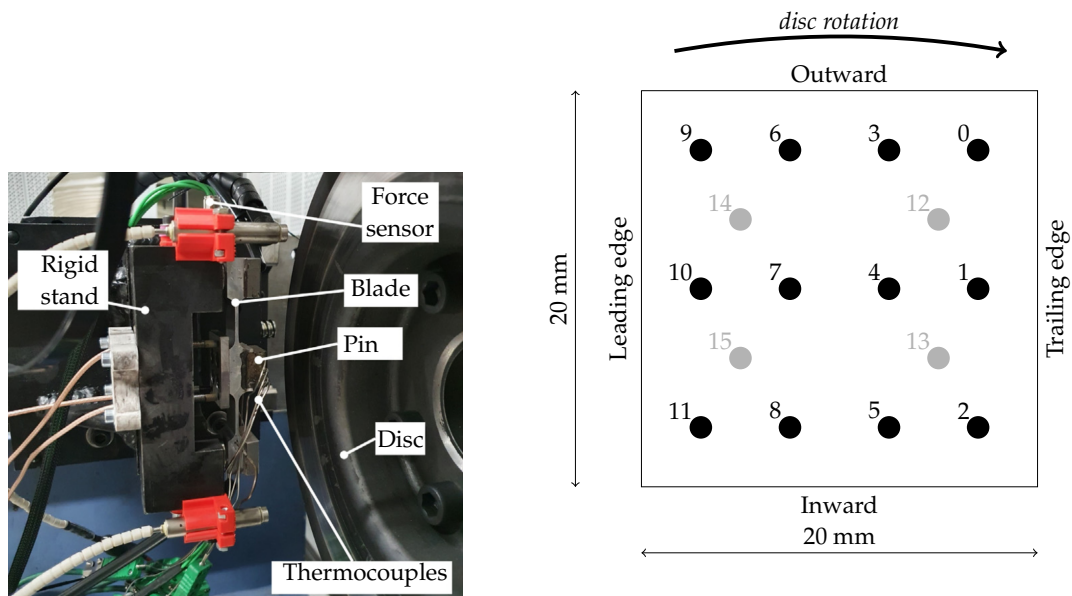 Force
sensor
Rigid
stand
Blade
Pin
Disc
Thermocouples
disc rotation
Outward
9 6 3 0
14 12
10 7 4 1
15 13
11 8 5 2
Leading edge
Trailing edge
20 mm
Inward
20 mm